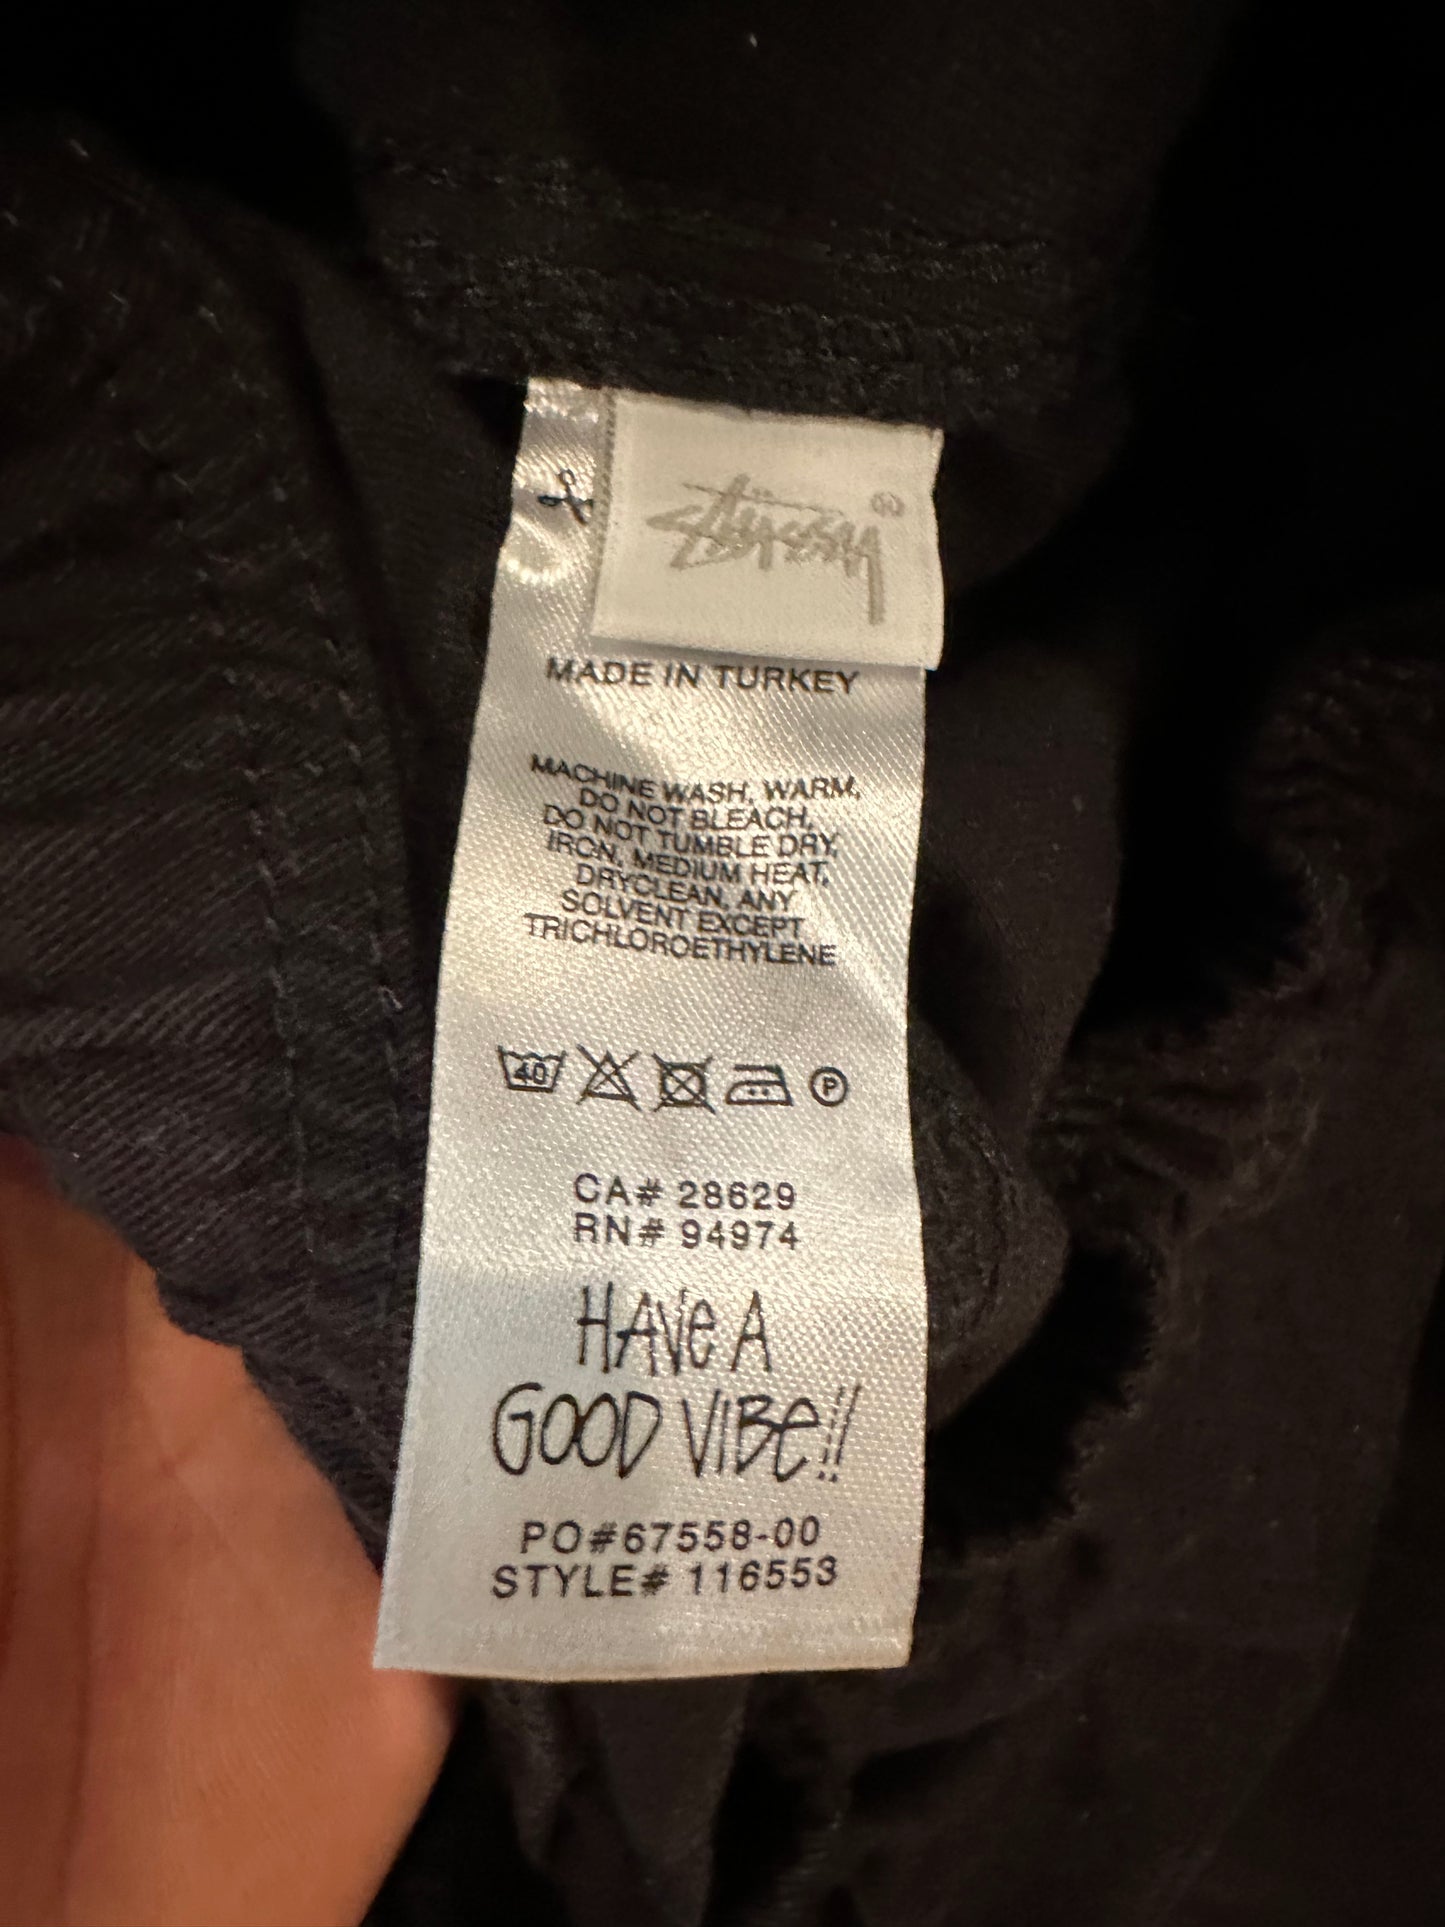 Stüssy®
MADE IN TURKEY
MACHINE WASH, WARM,
DO NOT BLEACH,
DO NOT TUMBLE DRY,
IRON, MEDIUM HEAT,
DRYCLEAN, ANY
SOLVENT EXCEPT
TRICHLOROETHYLENE
40 P
CA# 28629
RN# 94974
HAVe A
GOOD VIBe!!
PO#67558-00
STYLE# 116553